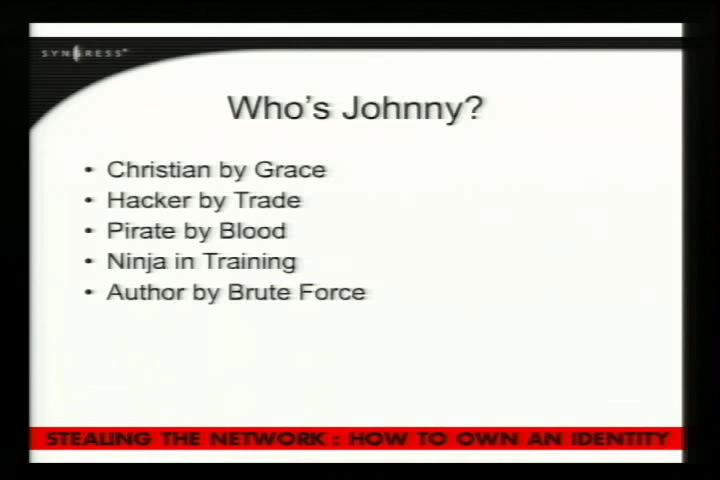 SYNGRESS
Who's Johnny?
• Christian by Grace
• Hacker by Trade
• Pirate by Blood
• Ninja in Training
• Author by Brute Force
STEALING THE NETWORK : HOW TO OWN AN IDENTITY